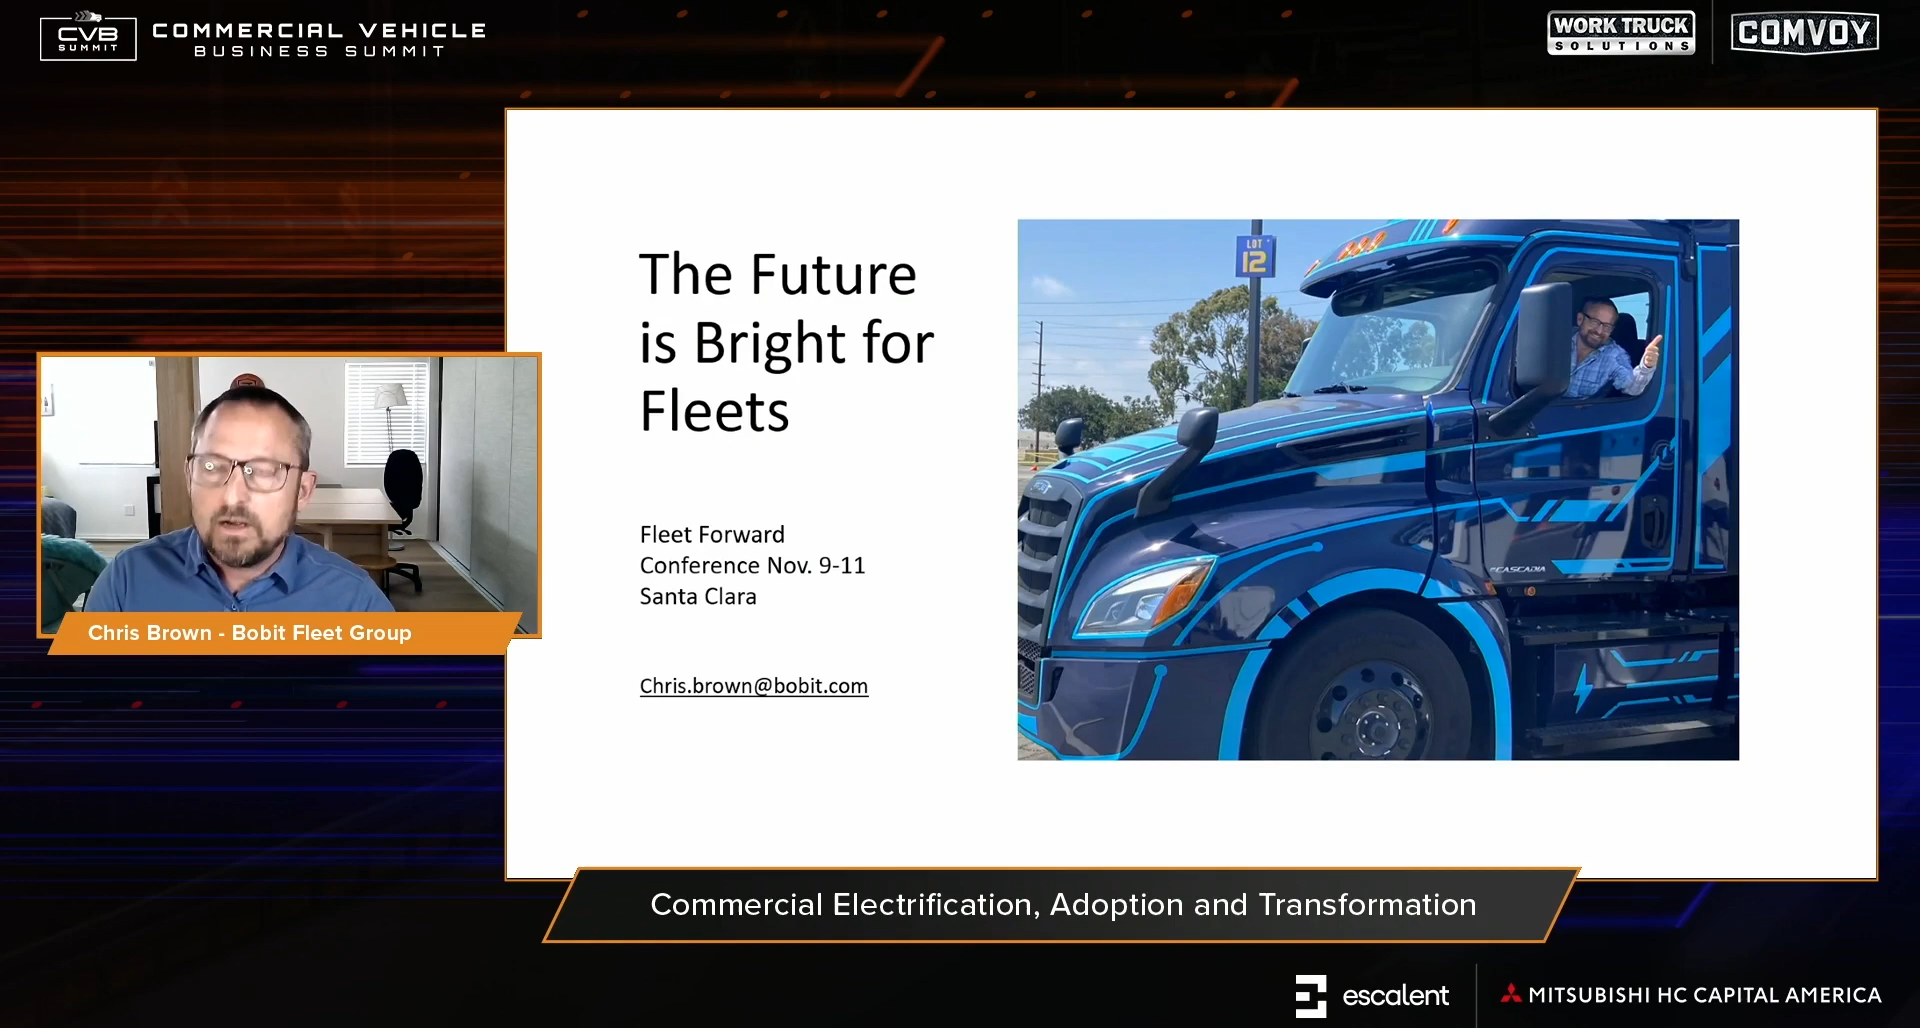 CVB
SUMMIT
COMMERCIAL VEHICLE
BUSINESS SUMMIT
WORK TRUCK
SOLUTIONS
COMVOY
The Future
is Bright for
Fleets
Fleet Forward
Conference Nov. 9-11
Santa Clara
Chris.brown@bobit.com
LOT
12
CASCADIA
Chris Brown - Bobit Fleet Group
Commercial Electrification, Adoption and Transformation
escalent
MITSUBISHI HC CAPITAL AMERICA